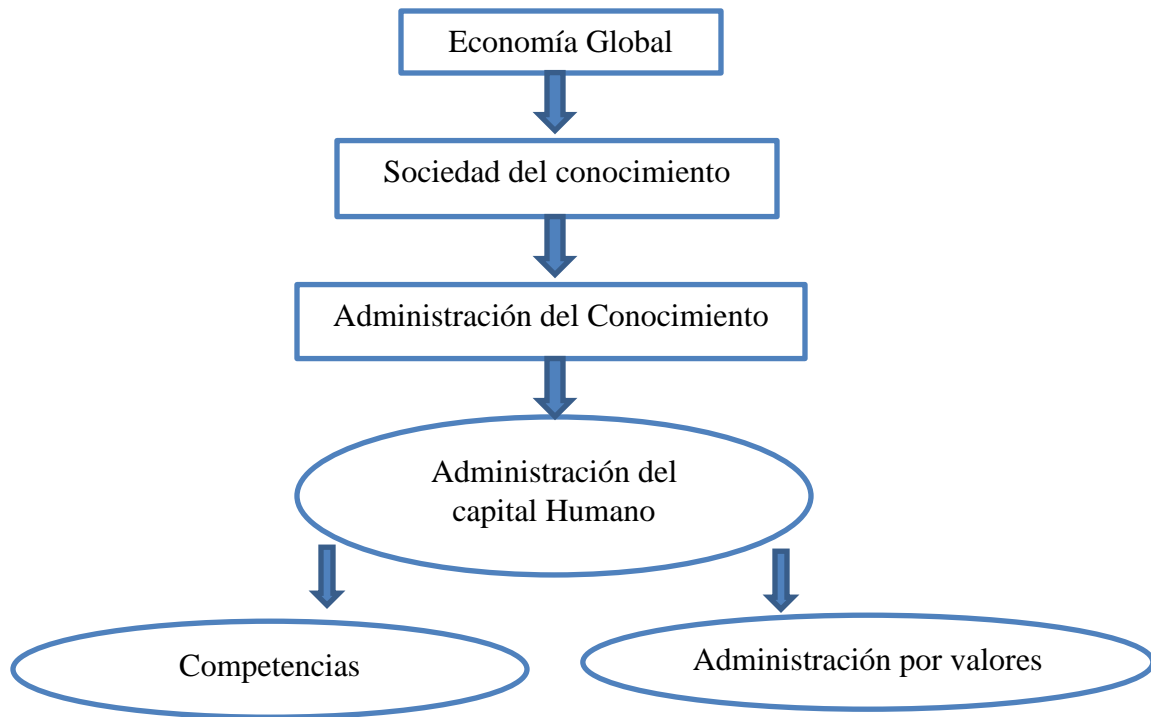 Economía Global
Sociedad del conocimiento
Administración del Conocimiento
Administración del
capital Humano
Competencias
Administración por valores